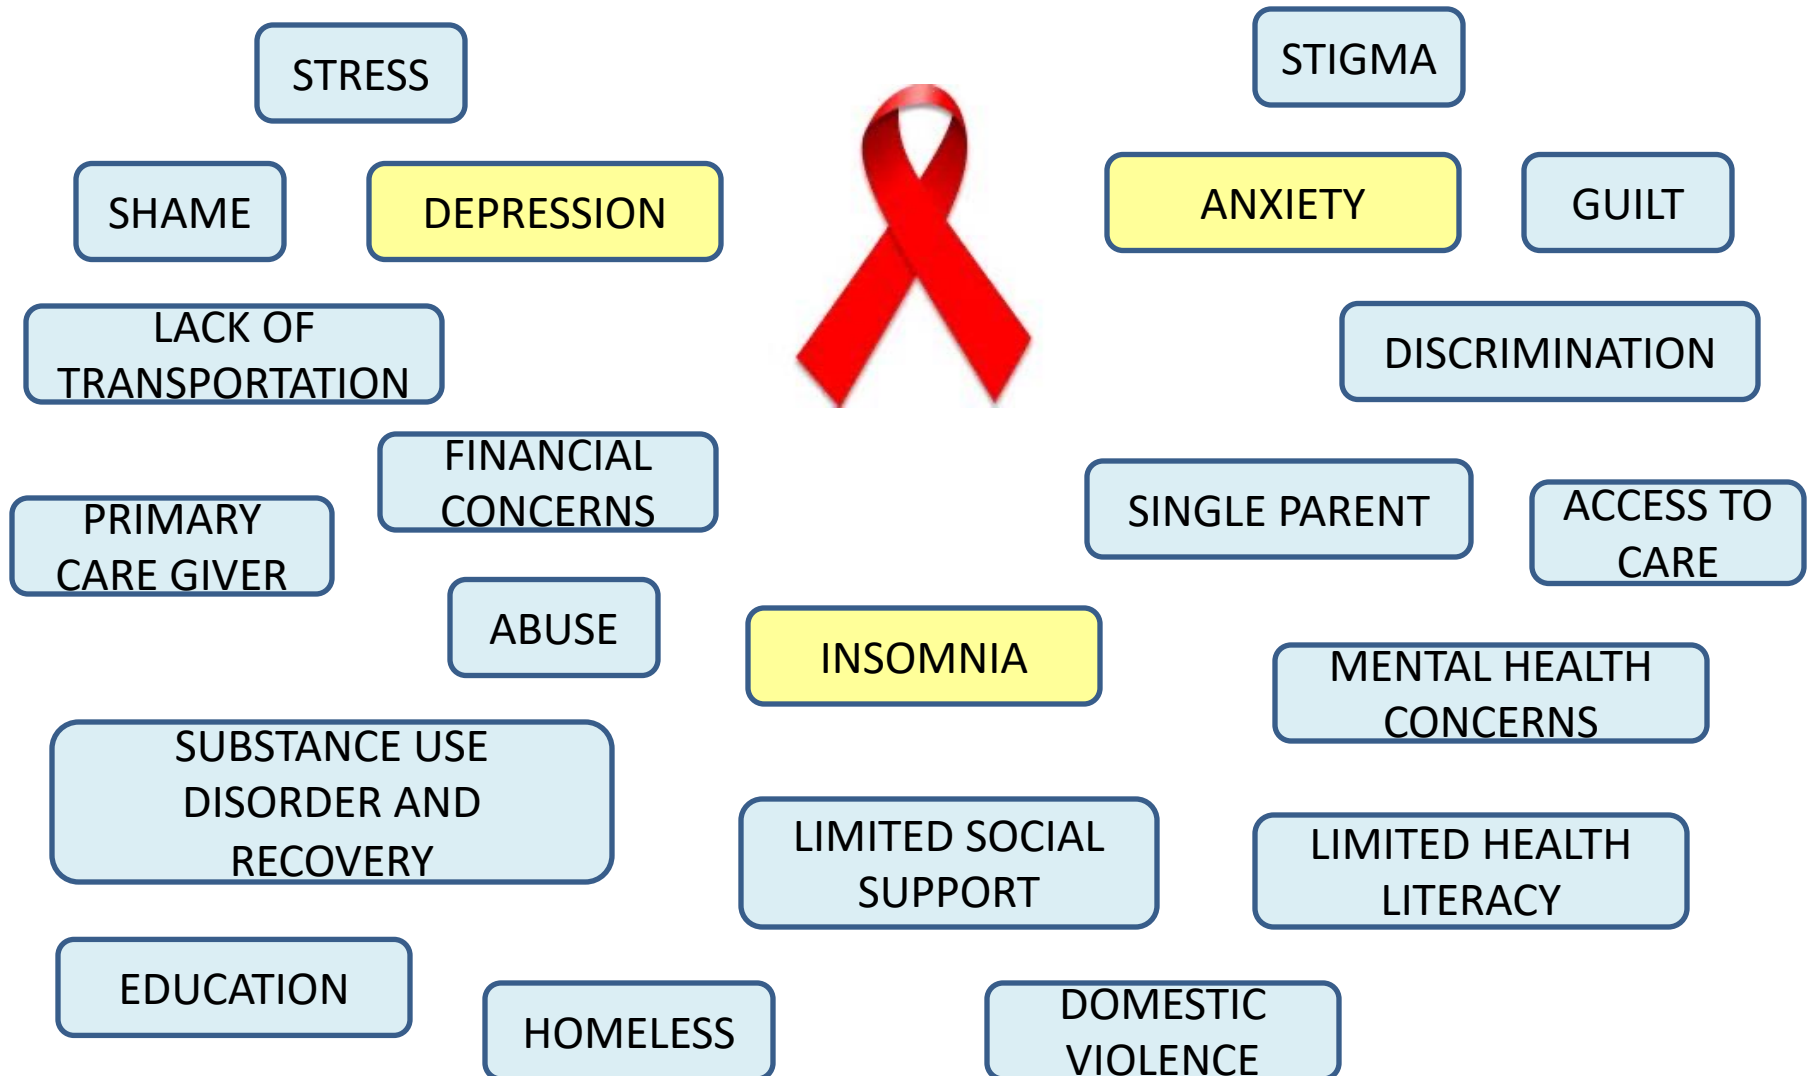 STRESS
STIGMA
SHAME
DEPRESSION
ANXIETY
GUILT
LACK OF
TRANSPORTATION
DISCRIMINATION
FINANCIAL
CONCERNS
SINGLE PARENT
ACCESS TO
CARE
PRIMARY
CARE GIVER
ABUSE
INSOMNIA
MENTAL HEALTH
CONCERNS
SUBSTANCE USE
DISORDER AND
RECOVERY
LIMITED SOCIAL
SUPPORT
LIMITED HEALTH
LITERACY
EDUCATION
HOMELESS
DOMESTIC
VIOLENCE